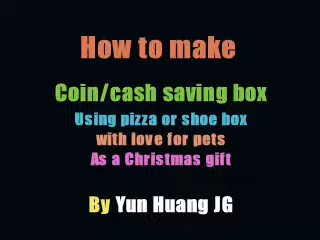 How to make
Coin/cash saving box
Using pizza or shoe box
with love for pets
As a Christmas gift
By Yun Huang JG